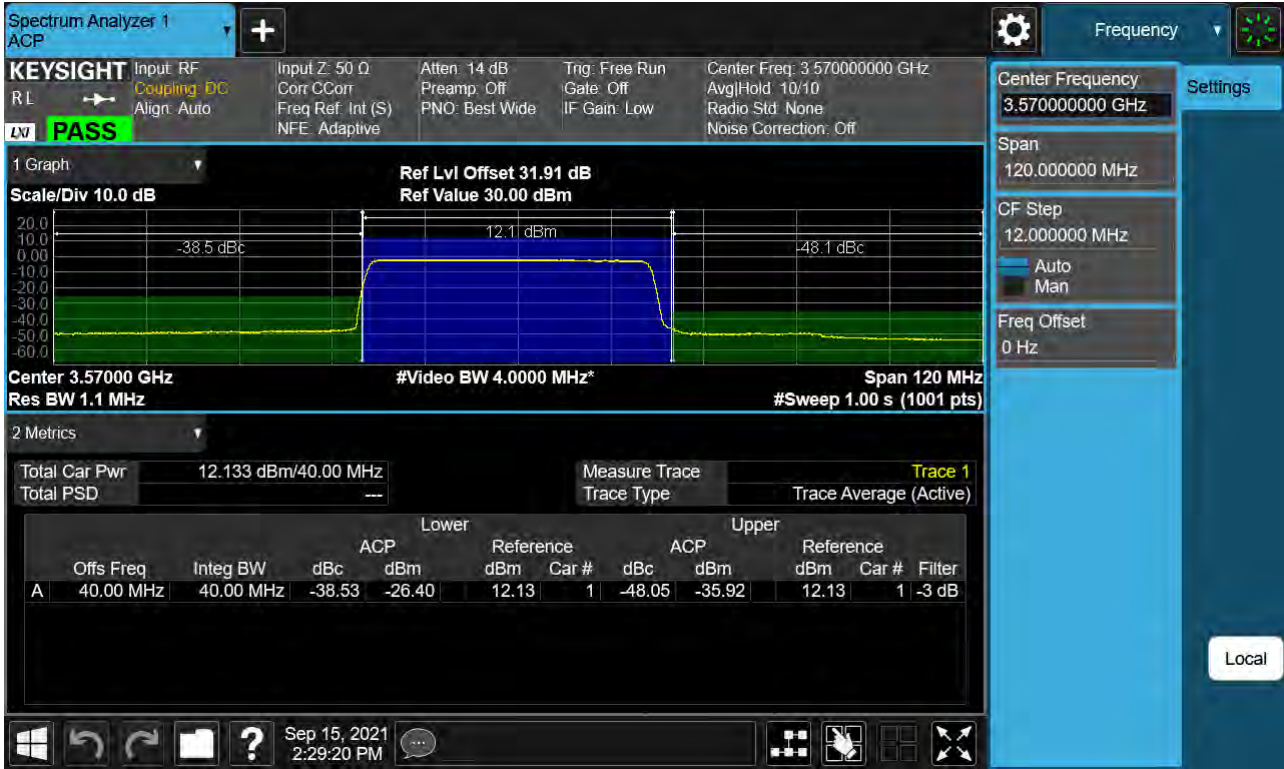 Spectrum Analyzer 1
ACP
Frequency
KEYSIGHT
R L
LXI
PASS
Input: RF
Coupling: DC
Align: Auto
Input Z: 50 Ω
Corr CCorr
Freq Ref: Int (S)
NFE: Adaptive
Atten: 14 dB
Preamp: Off
PNO: Best Wide
Trig: Free Run
Gate: Off
IF Gain: Low
Center Freq: 3.570000000 GHz
Avg|Hold: 10/10
Radio Std: None
Noise Correction: Off
Center Frequency
3.570000000 GHz
Settings
Span
120.000000 MHz
CF Step
12.000000 MHz
Auto
Man
Freq Offset
0 Hz
Local
1 Graph
Scale/Div 10.0 dB
Ref Lvl Offset 31.91 dB
Ref Value 30.00 dBm
20.0
10.0
0.00
-10.0
-20.0
-30.0
-40.0
-50.0
-60.0
-38.5 dBc
12.1 dBm
-48.1 dBc
Center 3.57000 GHz
#Video BW 4.0000 MHz*
Span 120 MHz
Res BW 1.1 MHz
#Sweep 1.00 s (1001 pts)
2 Metrics
Total Car Pwr 12.133 dBm/40.00 MHz
Total PSD ---
Measure Trace Trace 1
Trace Type Trace Average (Active)
Lower Upper
ACP Reference ACP Reference
Offs Freq Integ BW dBc dBm dBm Car # dBc dBm dBm Car # Filter
A 40.00 MHz 40.00 MHz -38.53 -26.40 12.13 1 -48.05 -35.92 12.13 1 -3 dB
?
Sep 15, 2021
2:29:20 PM